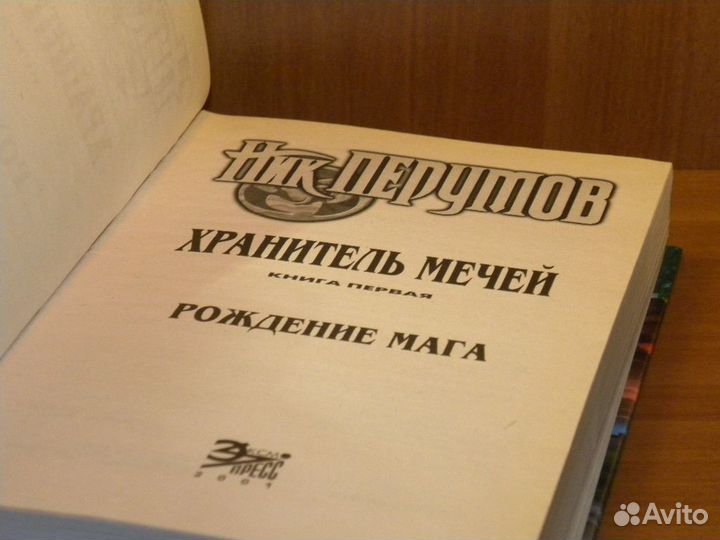 Ник ПЕРУМОВ
ХРАНИТЕЛЬ МЕЧЕЙ
КНИГА ПЕРВАЯ
РОЖДЕНИЕ МАГА
ЭКСМО
ПРЕСС
2001
Avito